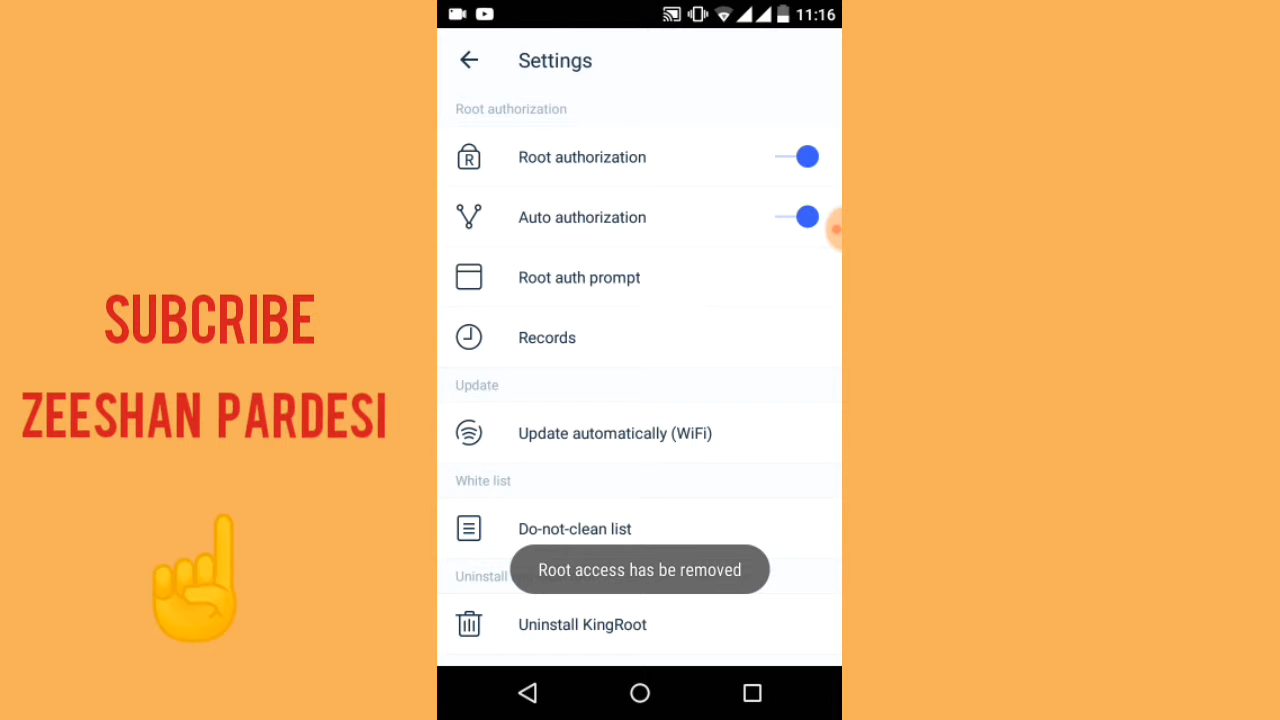 11:16
Settings
Root authorization
R
Root authorization
Auto authorization
Root auth prompt
Records
Update
Update automatically (WiFi)
White list
Do-not-clean list
Root access has be removed
Uninstall
Uninstall KingRoot
SUBCRIBE
ZEESHAN PARDESI